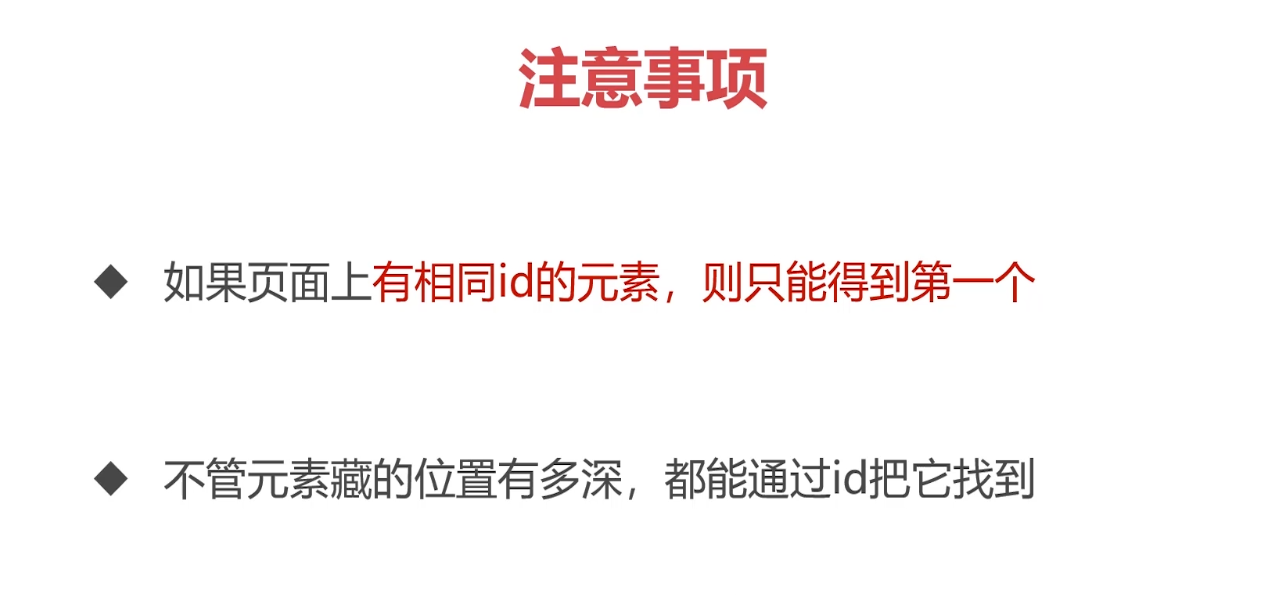 注意事项
◆ 如果页面上有相同id的元素，则只能得到第一个
◆ 不管元素藏的位置有多深，都能通过id把它找到